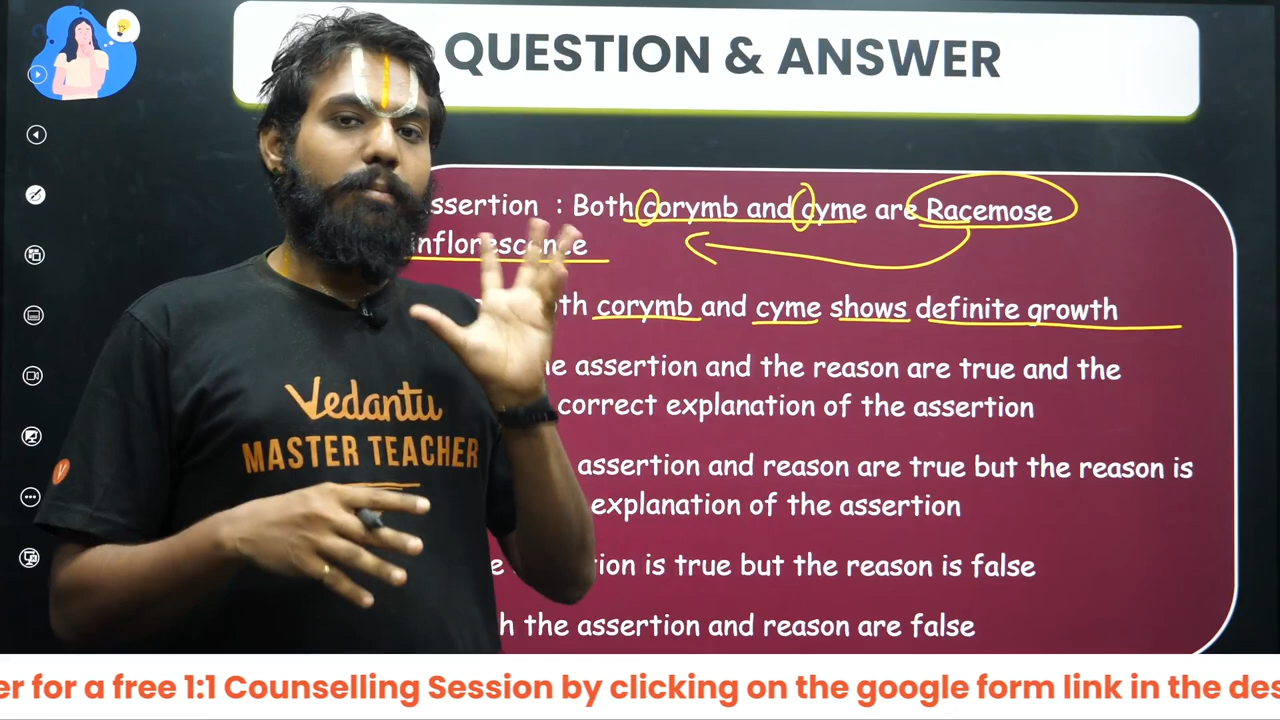 QUESTION & ANSWER
ssertion : Both corymb and cyme are Racemose
inflorescence
th corymb and cyme shows definite growth
e assertion and the reason are true and the
correct explanation of the assertion
assertion and reason are true but the reason is
explanation of the assertion
ion is true but the reason is false
h the assertion and reason are false
Vedantu
MASTER TEACHER
V
er for a free 1:1 Counselling Session by clicking on the google form link in the des